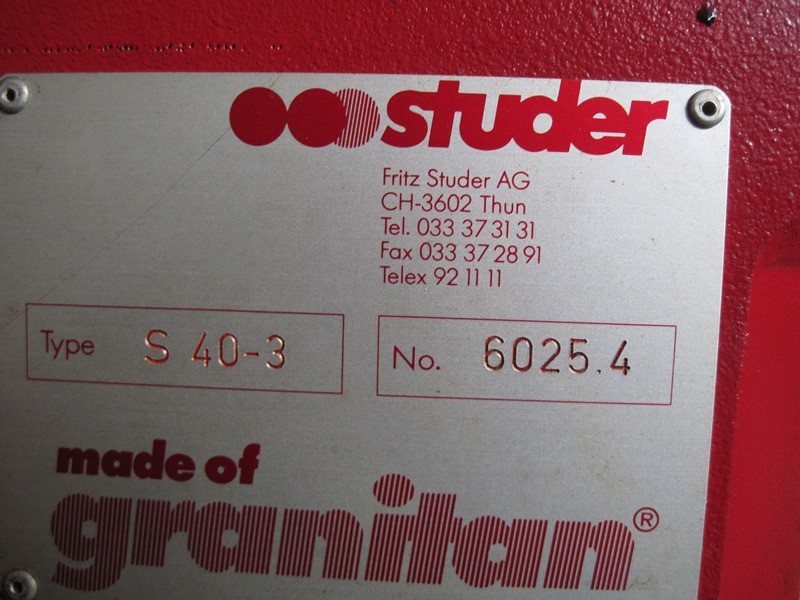 studer
Fritz Studer AG
CH-3602 Thun
Tel. 033 37 31 31
Fax 033 37 28 91
Telex 92 11 11
Type S 40-3
No. 6025.4
made of
granitan®